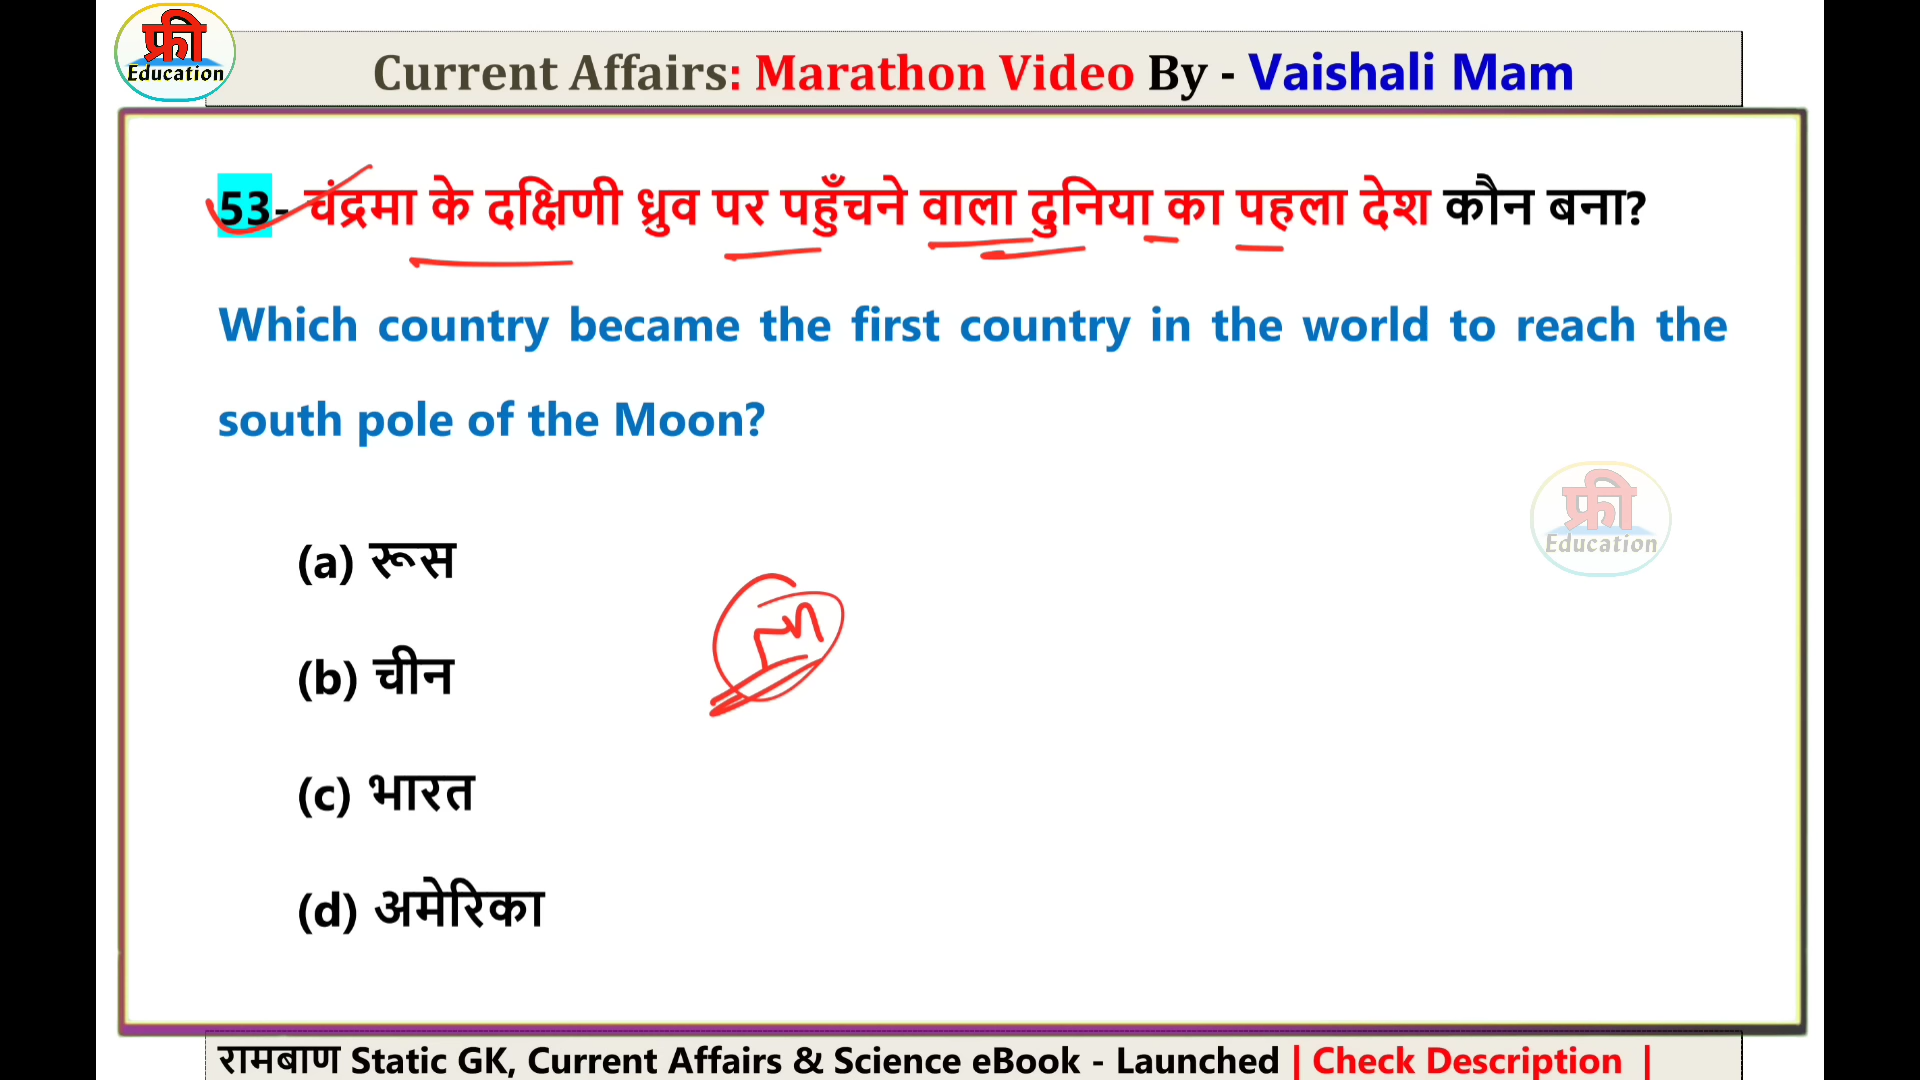 फ्री
Education
Current Affairs: Marathon Video By - Vaishali Mam
53- चंद्रमा के दक्षिणी ध्रुव पर पहुँचने वाला दुनिया का पहला देश कौन बना?
Which country became the first country in the world to reach the
south pole of the Moon?
फ्री
Education
(a) रूस
(b) चीन
(c) भारत
(d) अमेरिका
रामबाण Static GK, Current Affairs & Science eBook - Launched | Check Description |